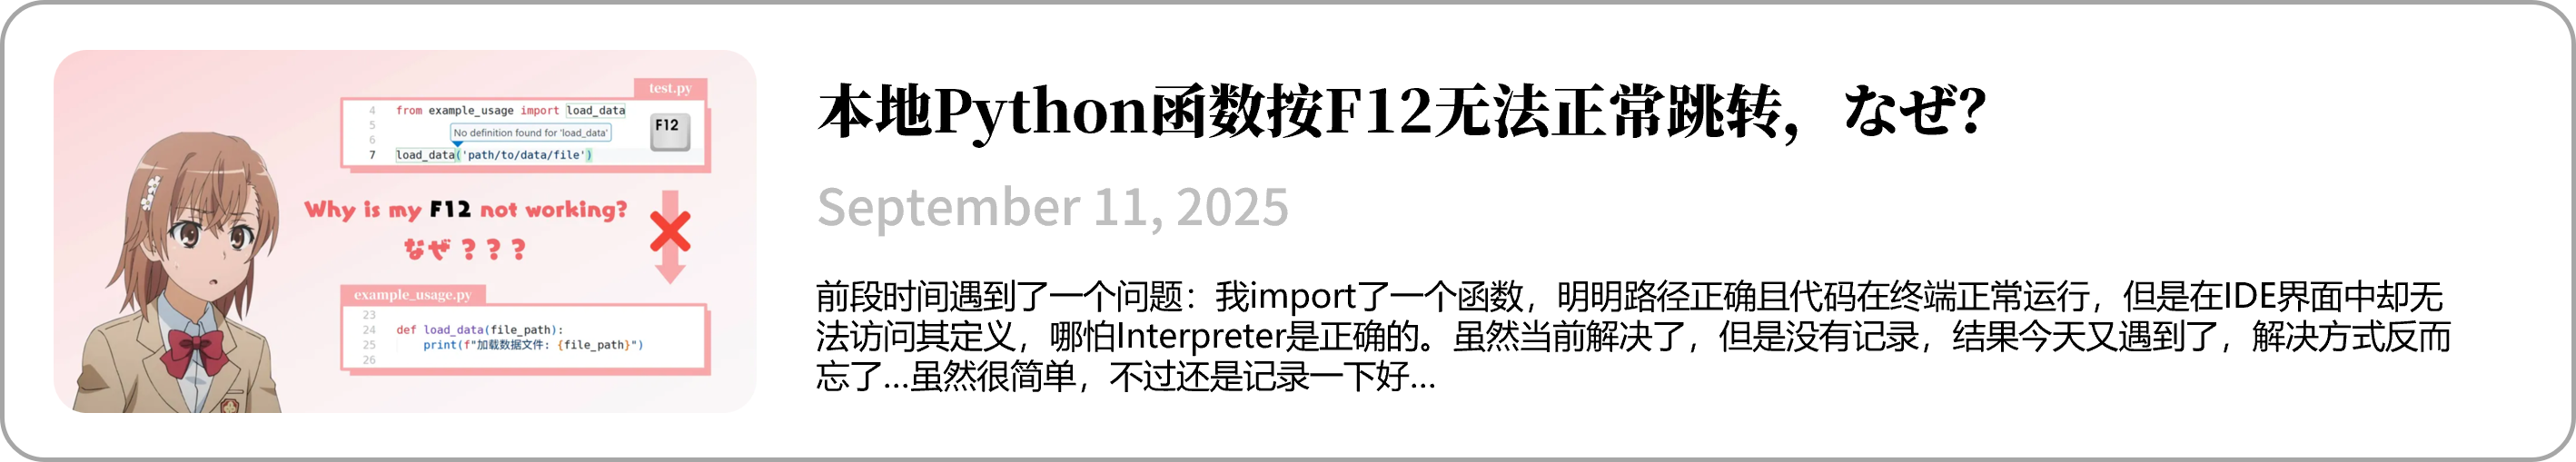 test.py
4 from example_usage import load_data
5
No definition found for 'load_data'
6
7 load_data('path/to/data/file')
F12
Why is my F12 not working?
なぜ？？？
example_usage.py
23
24 def load_data(file_path):
25 print(f"加载数据文件: {file_path}")
26
本地Python函数按F12无法正常跳转，なぜ？
September 11, 2025
前段时间遇到了一个问题：我import了一个函数，明明路径正确且代码在终端正常运行，但是在IDE界面中却无
法访问其定义，哪怕Interpreter是正确的。虽然当前解决了，但是没有记录，结果今天又遇到了，解决方式反而
忘了...虽然很简单，不过还是记录一下好...